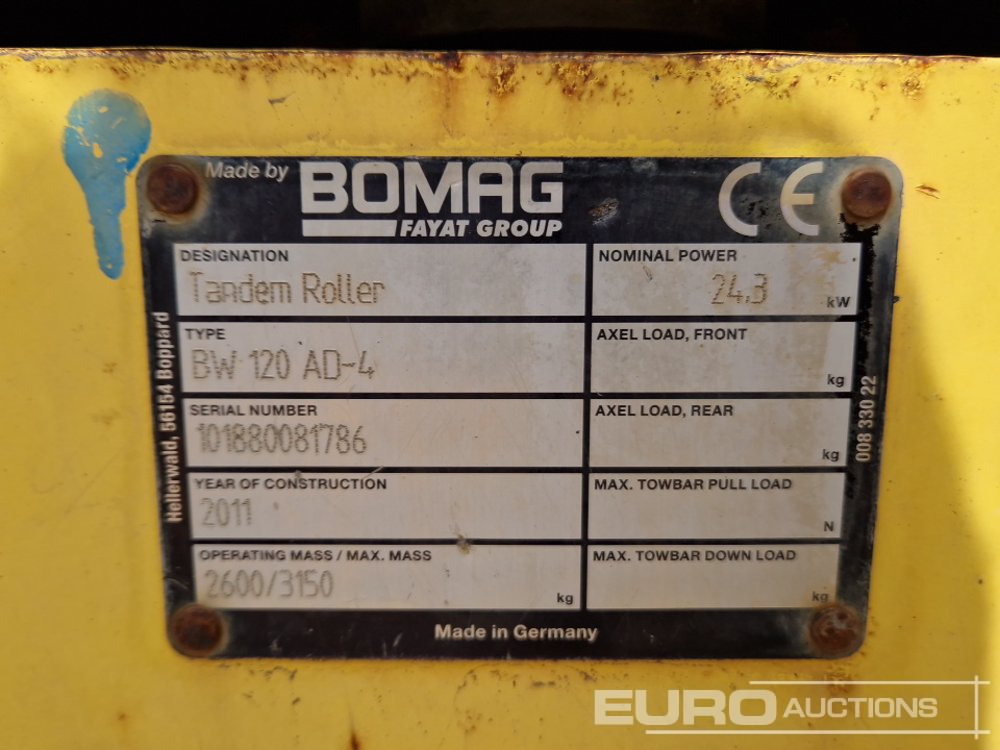 Made by BOMAG
FAYAT GROUP
CE
DESIGNATION
Tandem Roller
NOMINAL POWER
24.3 kW
TYPE
BW 120 AD-4
AXEL LOAD, FRONT
kg
SERIAL NUMBER
101880081786
AXEL LOAD, REAR
kg
YEAR OF CONSTRUCTION
2011
MAX. TOWBAR PULL LOAD
N
OPERATING MASS / MAX. MASS
2600/3150 kg
MAX. TOWBAR DOWN LOAD
kg
Made in Germany
Hellerwald, 56154 Boppard
008 330 22
EURO AUCTIONS